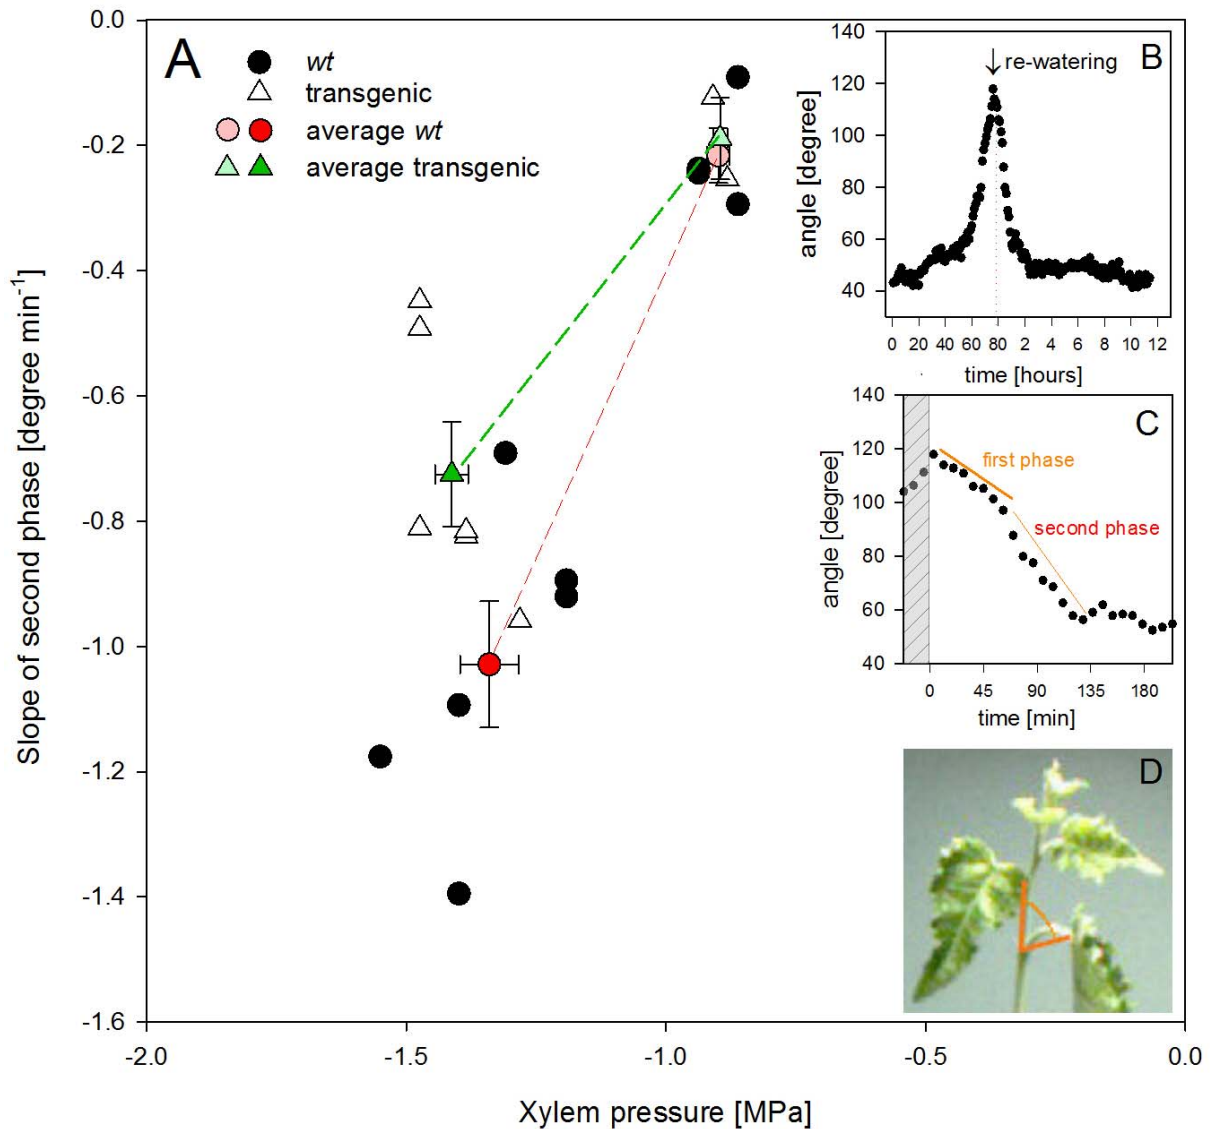 A
wt
transgenic
average wt
average transgenic
Slope of second phase [degree min-1]
0.0
-0.2
-0.4
-0.6
-0.8
-1.0
-1.2
-1.4
-1.6
-2.0 -1.5 -1.0 -0.5 0.0
Xylem pressure [MPa]
B
↓ re-watering
angle [degree]
140
120
100
80
60
40
0 20 40 60 80 2 4 6 8 10 12
time [hours]
C
first phase
second phase
angle [degree]
140
120
100
80
60
40
0 45 90 135 180
time [min]
D